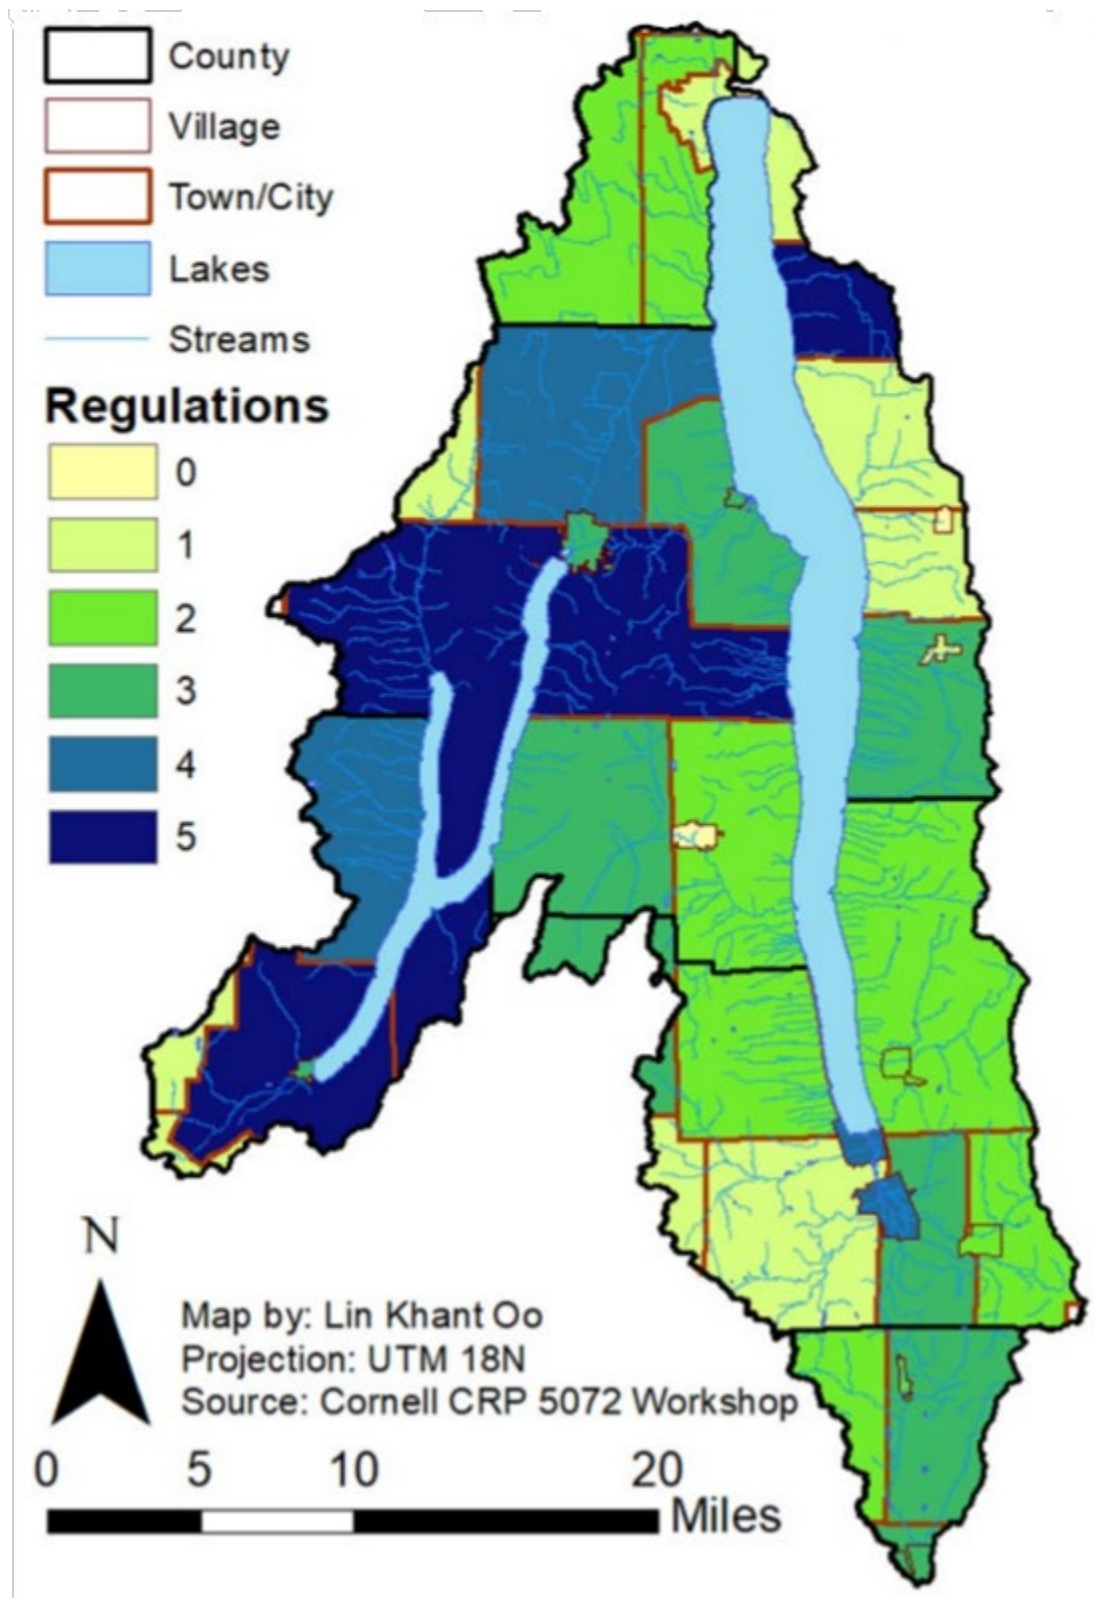 County
Village
Town/City
Lakes
Streams
Regulations
0
1
2
3
4
5
N
Map by: Lin Khant Oo
Projection: UTM 18N
Source: Cornell CRP 5072 Workshop
0 5 10 20
Miles